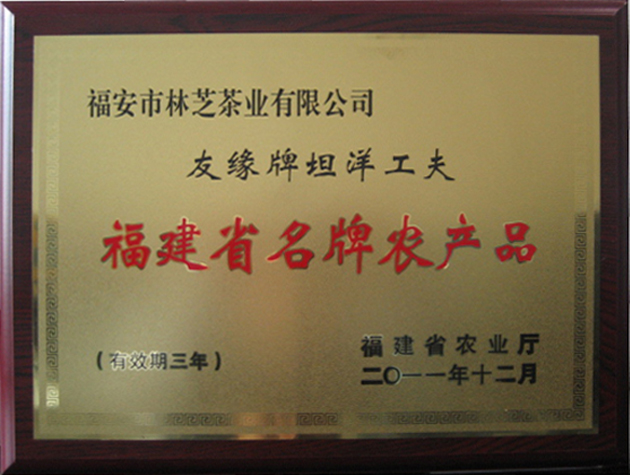 福安市林芝茶业有限公司
友缘牌坦洋工夫
福建省名牌农产品
(有效期三年)
福建省农业厅
二〇一一年十二月